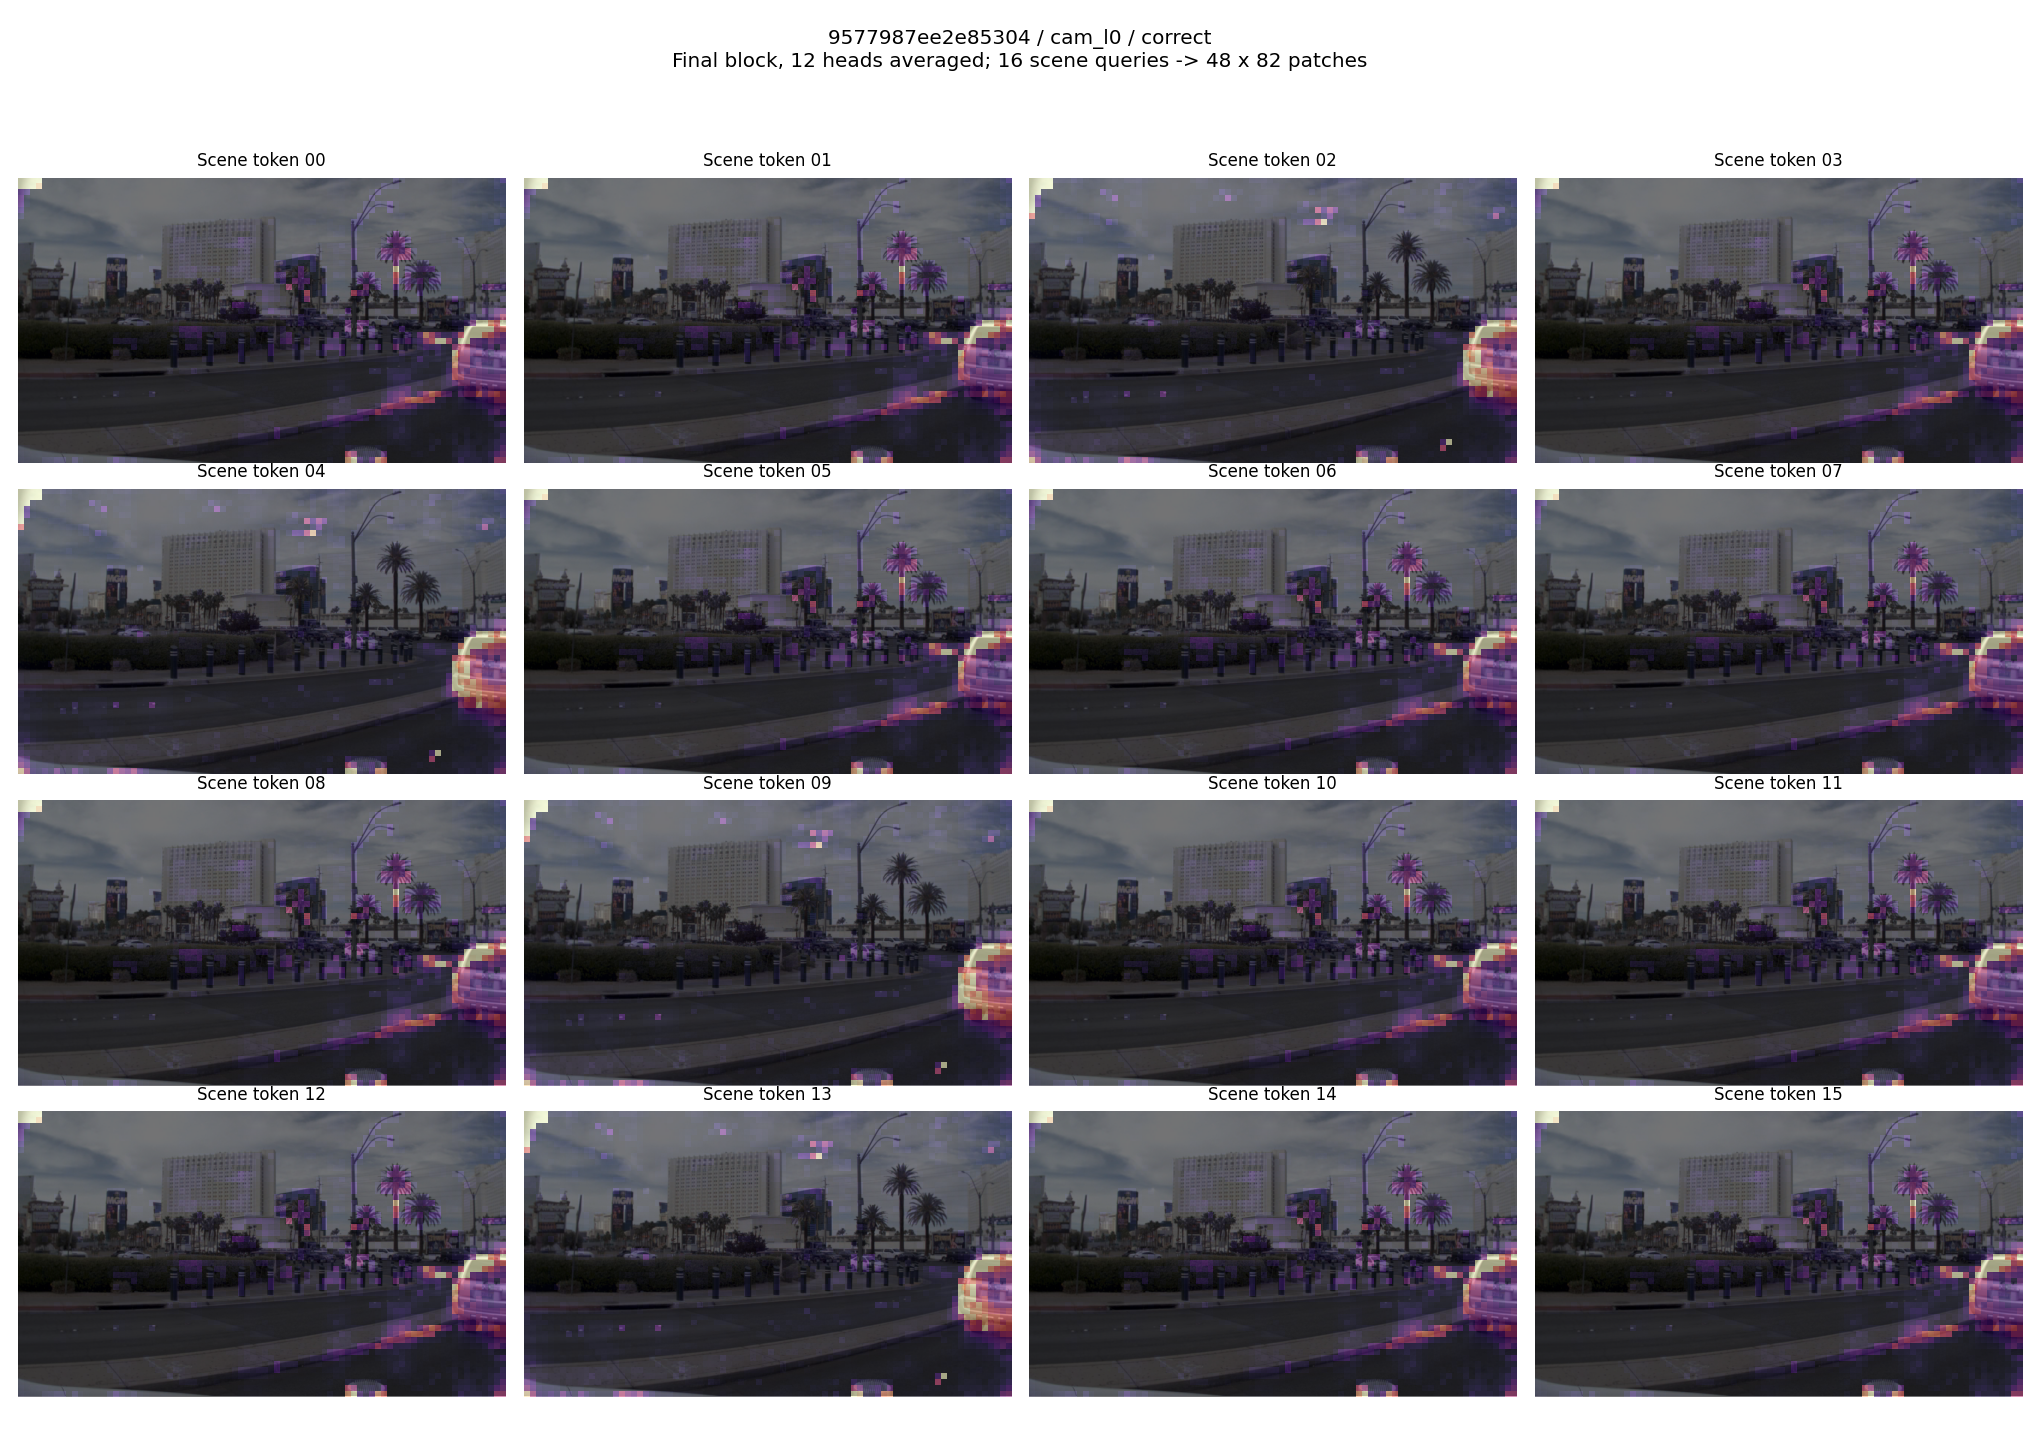 9577987ee2e85304 / cam_l0 / correct
Final block, 12 heads averaged; 16 scene queries -> 48 x 82 patches
Scene token 00
Scene token 01
Scene token 02
Scene token 03
Scene token 04
Scene token 05
Scene token 06
Scene token 07
Scene token 08
Scene token 09
Scene token 10
Scene token 11
Scene token 12
Scene token 13
Scene token 14
Scene token 15